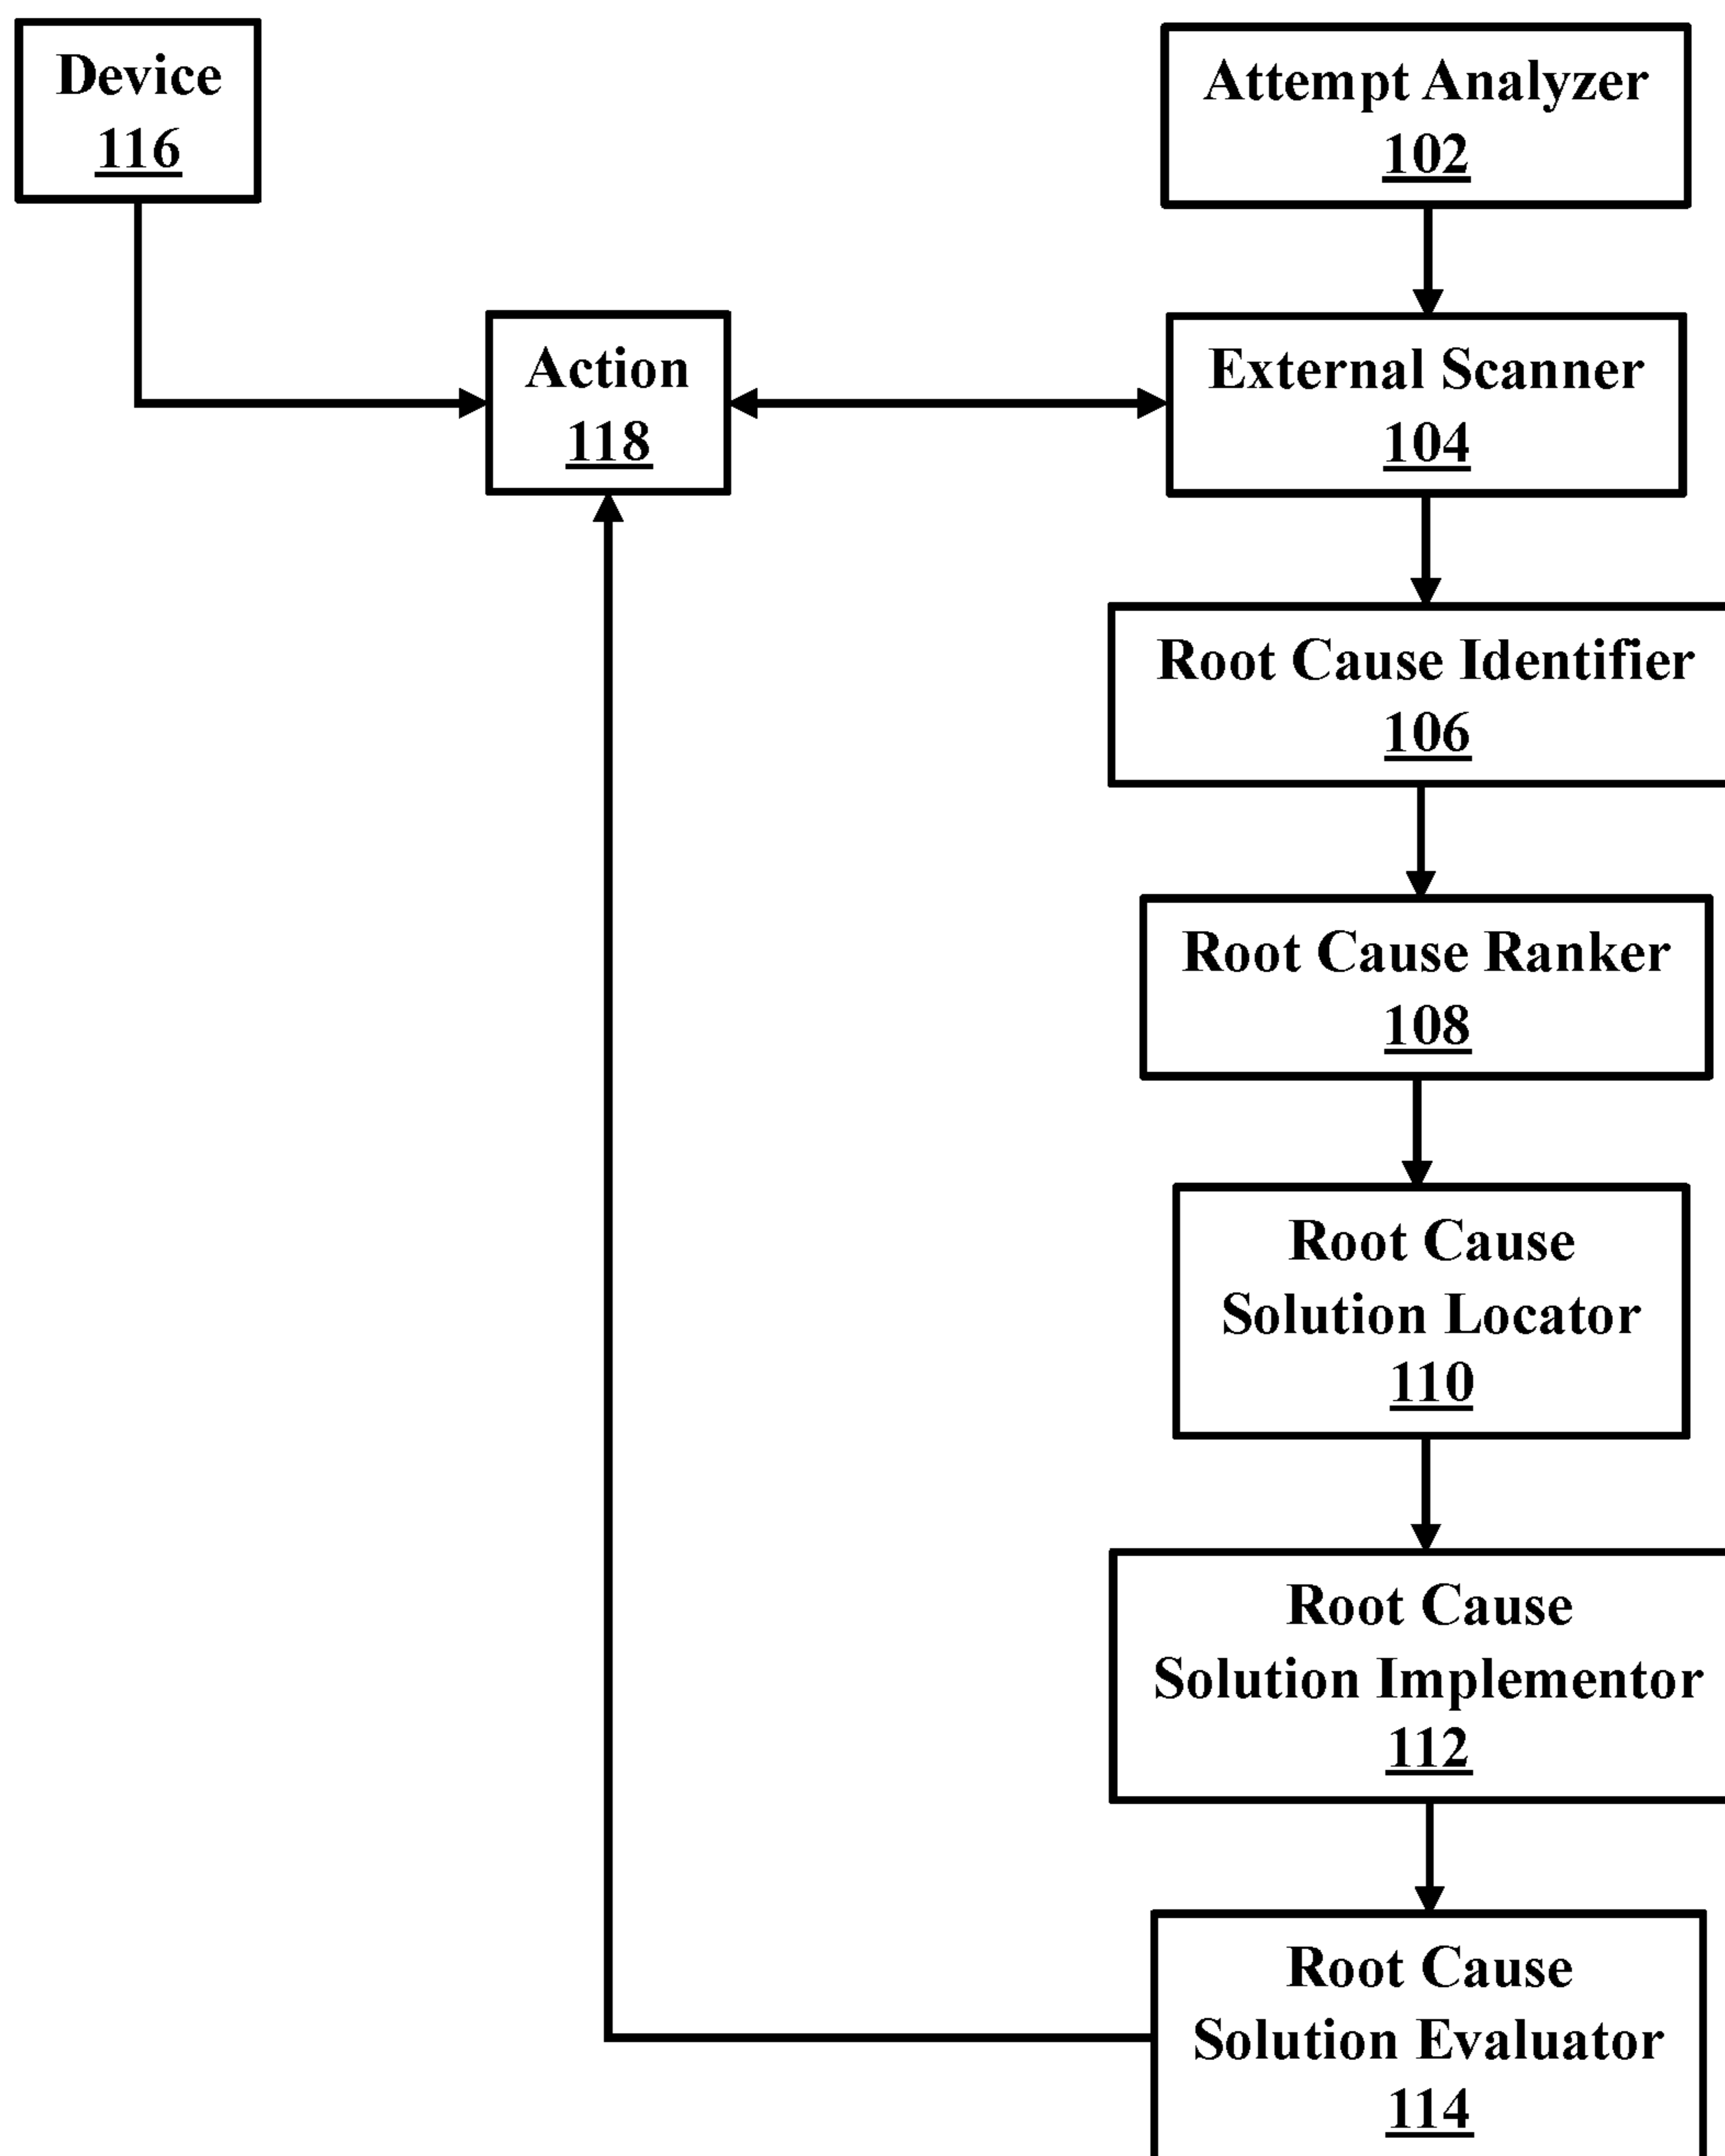 Device
116
Attempt Analyzer
102
Action
118
External Scanner
104
Root Cause Identifier
106
Root Cause Ranker
108
Root Cause
Solution Locator
110
Root Cause
Solution Implementor
112
Root Cause
Solution Evaluator
114